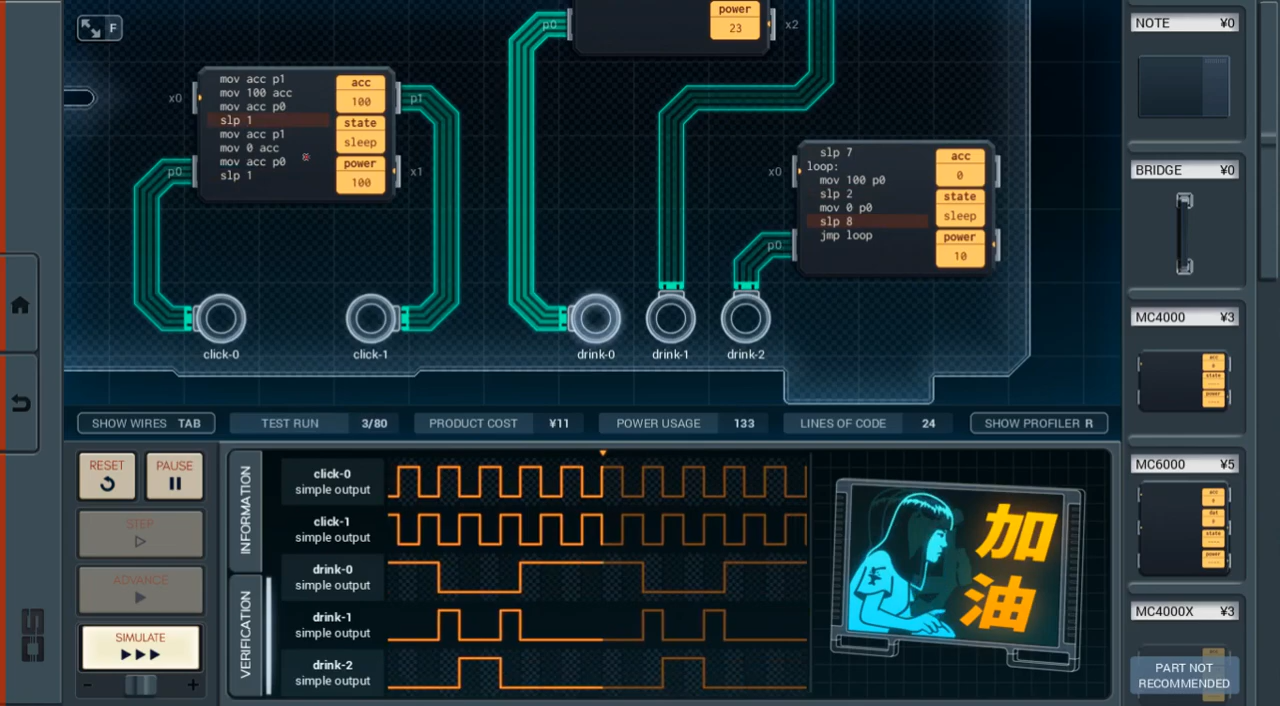 F
p0
power
23
x2
NOTE ¥0
mov acc p1
mov 100 acc
mov acc p0
slp 1
mov acc p1
mov 0 acc
mov acc p0
slp 1
acc
100
state
sleep
power
100
x0
p0
p1
x1
slp 7
loop:
mov 100 p0
slp 2
mov 0 p0
slp 8
jmp loop
acc
0
state
sleep
power
10
x0
p0
BRIDGE ¥0
click-0
click-1
drink-0
drink-1
drink-2
MC4000 ¥3
acc
state
power
SHOW WIRES TAB
TEST RUN 3/80
PRODUCT COST ¥11
POWER USAGE 133
LINES OF CODE 24
SHOW PROFILER R
RESET
PAUSE
STEP
ADVANCE
SIMULATE
- +
INFORMATION
VERIFICATION
click-0
simple output
click-1
simple output
drink-0
simple output
drink-1
simple output
drink-2
simple output
加
油
MC6000 ¥5
acc
dat
state
power
MC4000X ¥3
PART NOT
RECOMMENDED